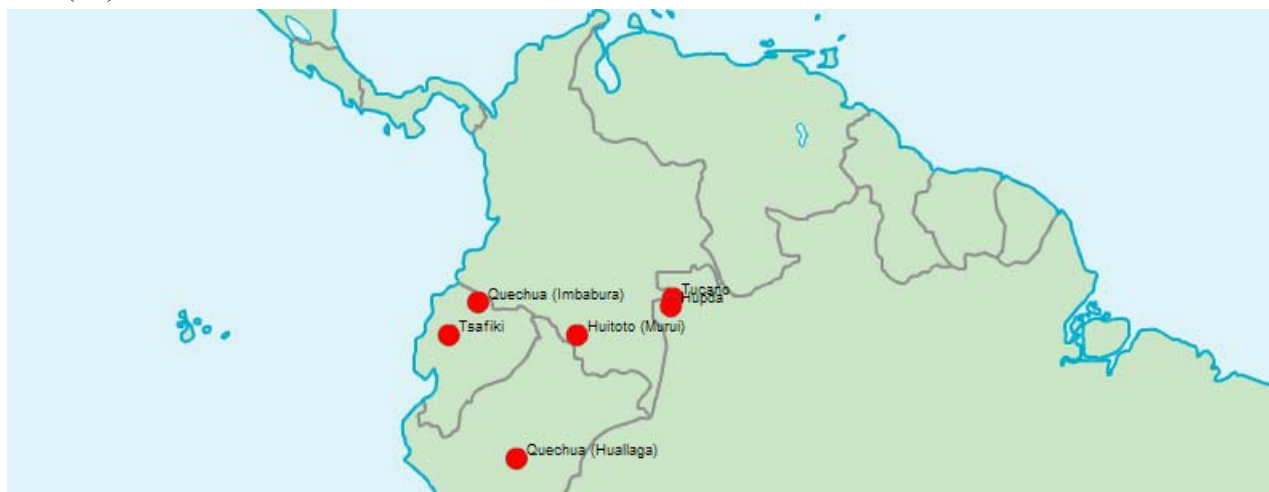 Tucano
Quechua (Imbabura)
Hupda
Tsafiki
Huitoto (Murui)
Quechua (Huallaga)